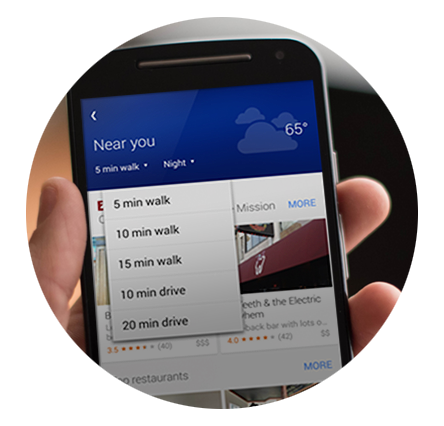 Near you
65°
5 min walk Night
5 min walk
Mission MORE
10 min walk
15 min walk
10 min drive
20 min drive
eeth & the Electric
hem
back bar with lots o...
3.5 (40) $$$
4.0 (42) $$
MORE
restaurants